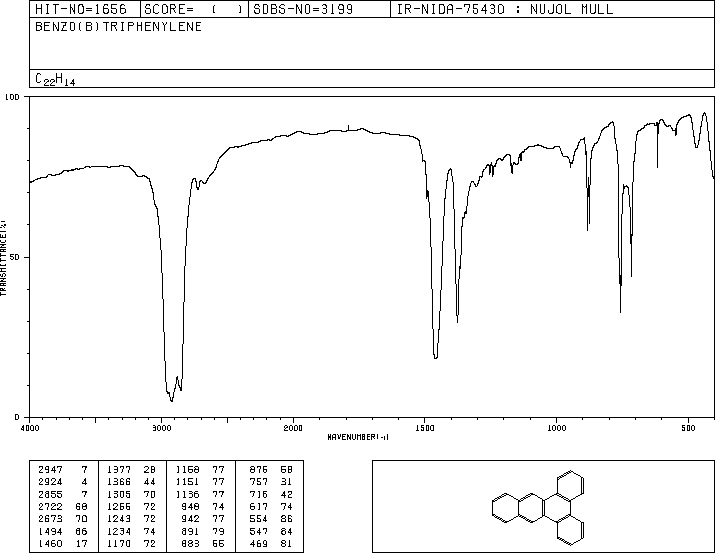 HIT-NO=1656 SCORE= ( ) SDBS-NO=3199 IR-NIDA-75430 : NUJOL MULL
BENZO(B)TRIPHENYLENE
C22H14
100
50
0
TRANSMITTANCE(%)
4000 3000 2000 1500 1000 500
WAVENUMBER(-1)
2947 7 1377 28 1168 77 876 58
2924 4 1366 44 1151 77 757 31
2855 7 1305 70 1136 77 716 42
2722 68 1266 72 948 74 617 74
2673 70 1243 72 942 77 554 86
1494 66 1234 74 891 79 547 84
1460 17 1170 72 883 55 469 81